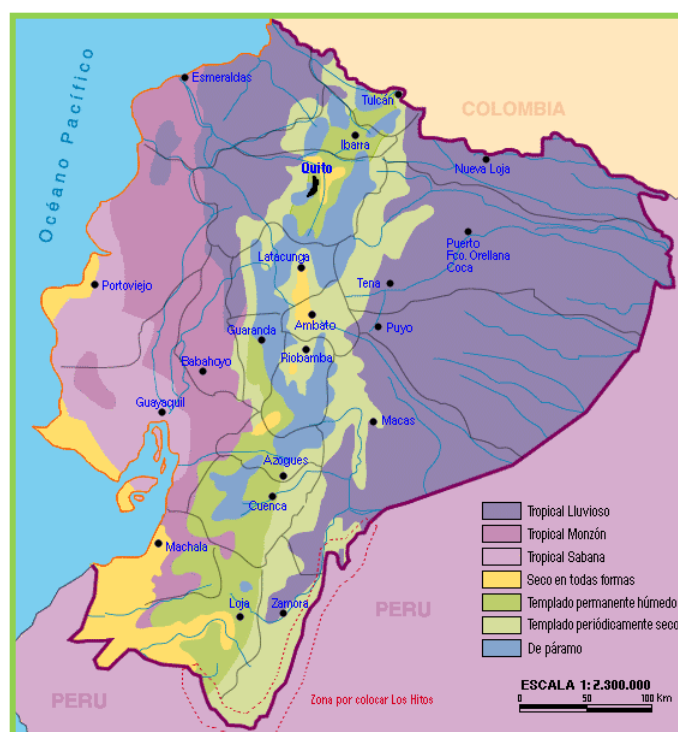 Océano Pacífico
Esmeraldas
Tulcán
COLOMBIA
Ibarra
Quito
Nueva Loja
Puerto
Fco. Orellana
Coca
Latacunga
Tena
Portoviejo
Ambato
Puyo
Guaranda
Riobamba
Babahoyo
Guayaquil
Macas
Azogues
Cuenca
Machala
Loja
Zamora
PERU
PERU
Zona por colocar Los Hitos
Tropical Lluvioso
Tropical Monzón
Tropical Sabana
Seco en todas formas
Templado permanente húmedo
Templado periódicamente seco
De páramo
ESCALA 1: 2.300.000
0 50 100 Km